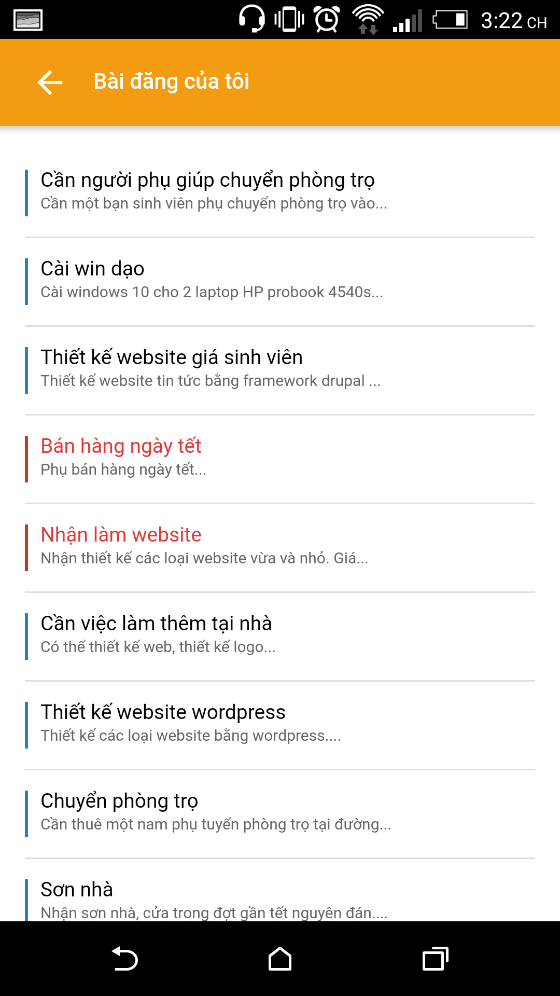 3:22 CH
Bài đăng của tôi
Cần người phụ giúp chuyển phòng trọ
Cần một bạn sinh viên phụ chuyển phòng trọ vào...
Cài win dạo
Cài windows 10 cho 2 laptop HP probook 4540s...
Thiết kế website giá sinh viên
Thiết kế website tin tức bằng framework drupal ...
Bán hàng ngày tết
Phụ bán hàng ngày tết...
Nhận làm website
Nhận thiết kế các loại website vừa và nhỏ. Giá...
Cần việc làm thêm tại nhà
Có thể thiết kế web, thiết kế logo...
Thiết kế website wordpress
Thiết kế các loại website bằng wordpress....
Chuyển phòng trọ
Cần thuê một nam phụ tuyến phòng trọ tại đường...
Sơn nhà
Nhận sơn nhà, cửa trong đợt gần tết nguyên đán....